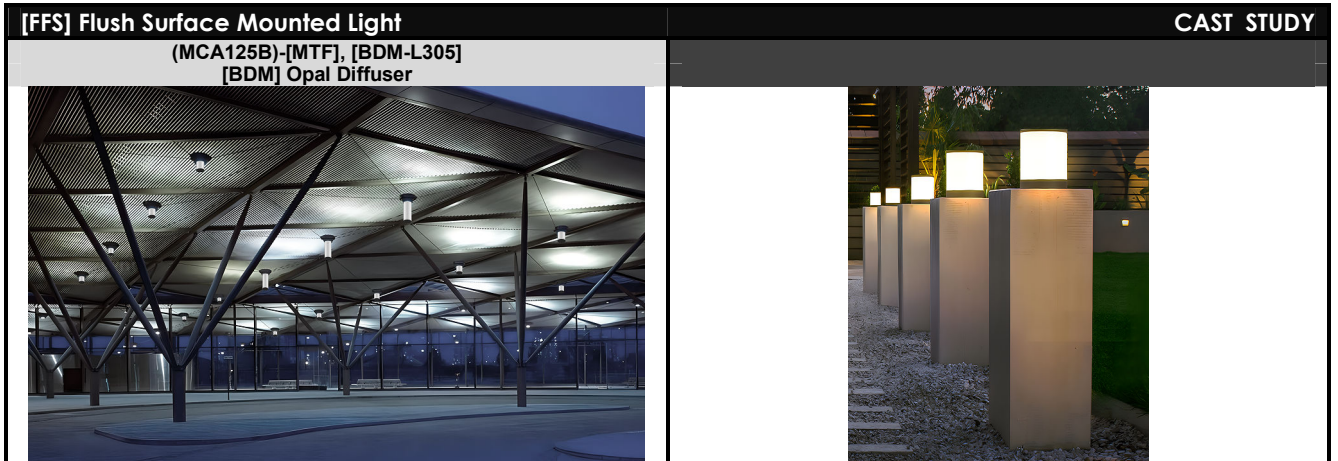 [FFS] Flush Surface Mounted Light CAST STUDY
(MCA125B)-[MTF], [BDM-L305]
[BDM] Opal Diffuser